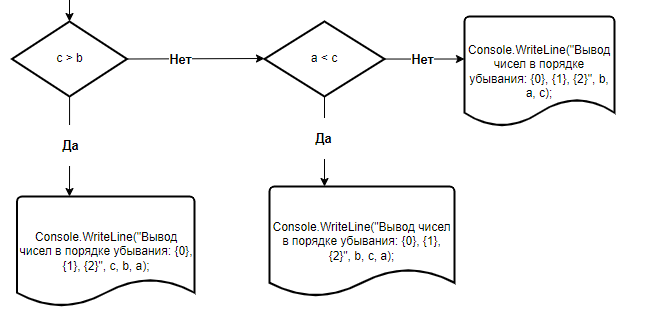 c > b
Нет
a < c
Нет
Console.WriteLine("Вывод
чисел в порядке
убывания: {0}, {1}, {2}", b,
a, c);
Да
Да
Console.WriteLine("Вывод
чисел в порядке убывания: {0},
{1}, {2}", c, b, a);
Console.WriteLine("Вывод чисел
в порядке убывания: {0}, {1},
{2}", b, c, a);